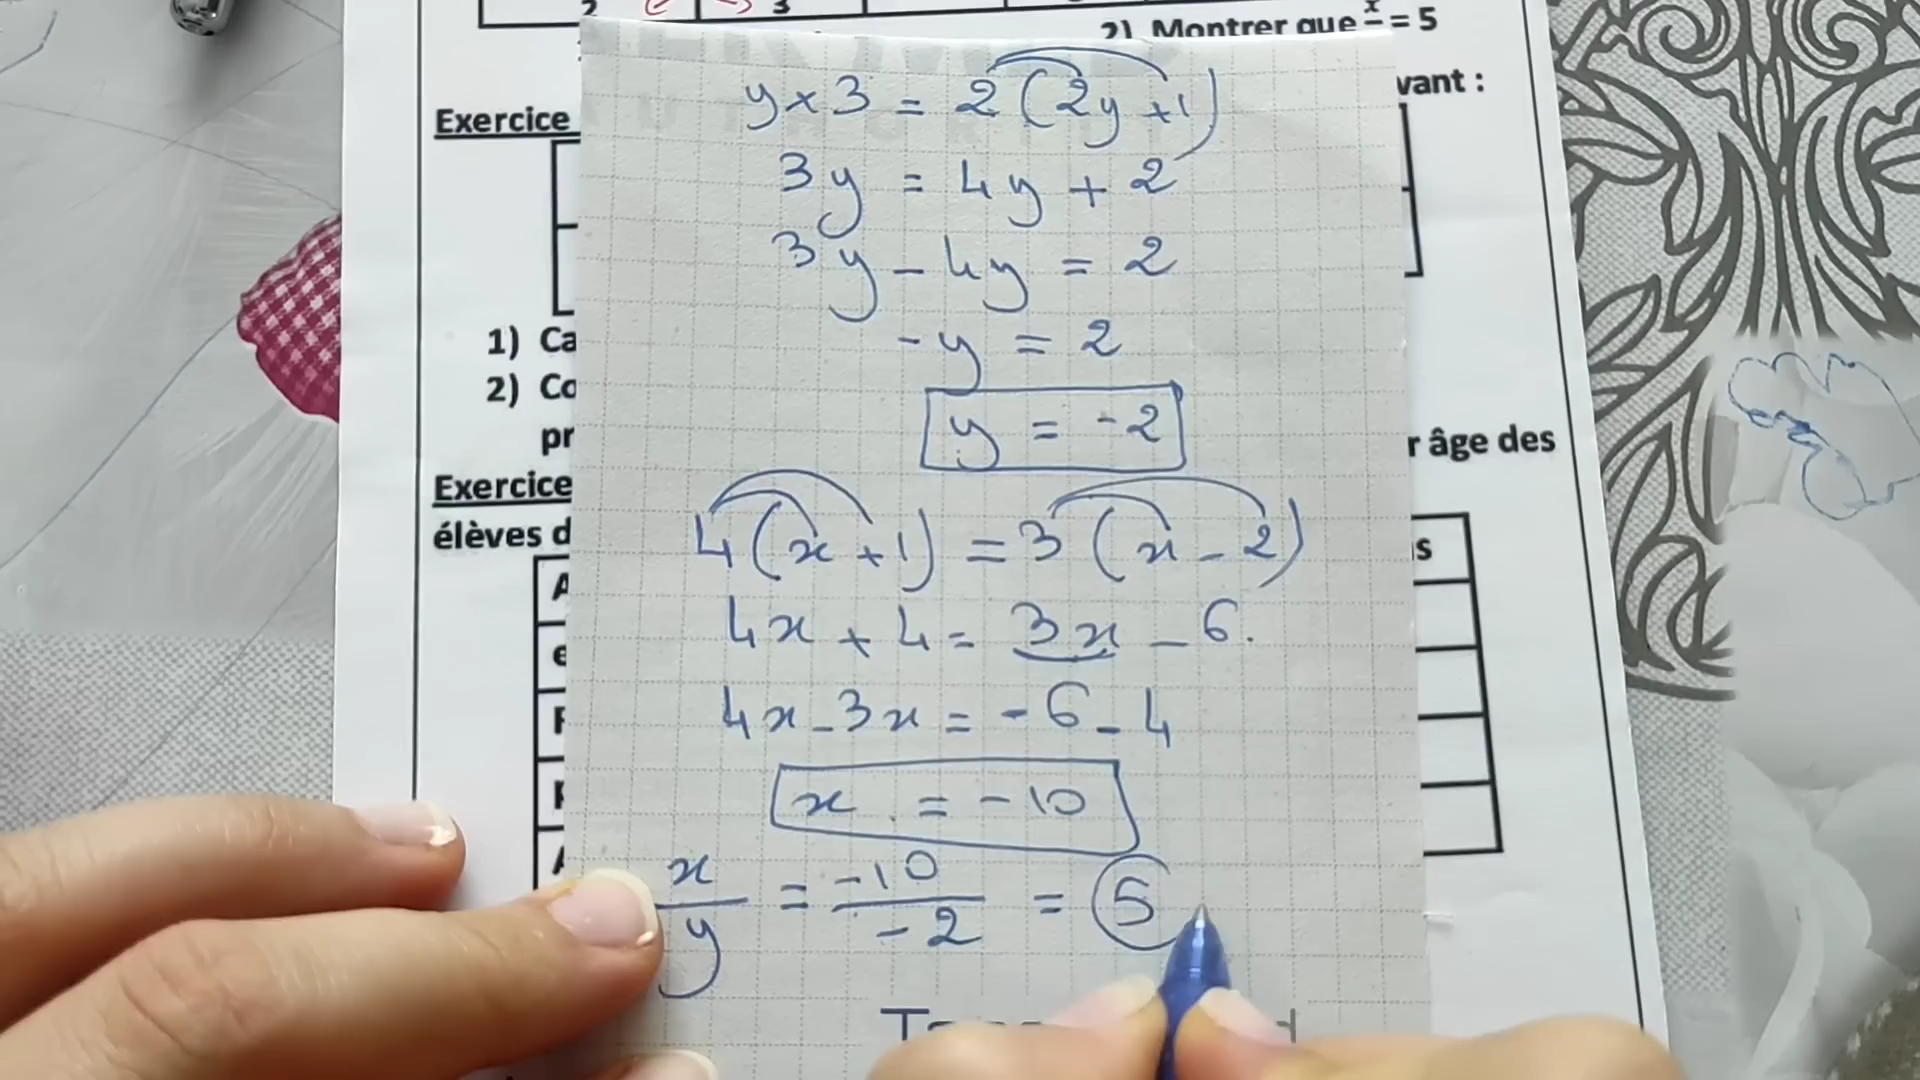 2 3
2) Montrer que x/ = 5
y × 3 = 2 (2y + 1)
vant :
Exercice
3y = 4y + 2
3y - 4y = 2
1) Ca
- y = 2
2) Co
y = -2
pr
r âge des
Exercice
élèves d
4 (x + 1) = 3 (x - 2)
s
A
4x + 4 = 3x - 6.
e
4x - 3x = -6 - 4
x = -10
A
x/y = -10/-2 = 5